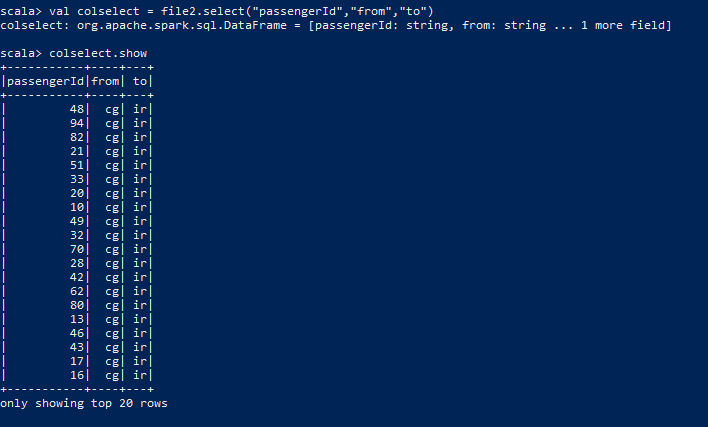 scala> val colselect = file2.select("passengerId","from","to")
colselect: org.apache.spark.sql.DataFrame = [passengerId: string, from: string ... 1 more field]
scala> colselect.show
+-----------+----+---+
|passengerId|from| to|
+-----------+----+---+
|         48|  cg| ir|
|         94|  cg| ir|
|         82|  cg| ir|
|         21|  cg| ir|
|         51|  cg| ir|
|         33|  cg| ir|
|         20|  cg| ir|
|         10|  cg| ir|
|         49|  cg| ir|
|         32|  cg| ir|
|         70|  cg| ir|
|         28|  cg| ir|
|         42|  cg| ir|
|         62|  cg| ir|
|         80|  cg| ir|
|         13|  cg| ir|
|         46|  cg| ir|
|         43|  cg| ir|
|         17|  cg| ir|
|         16|  cg| ir|
+-----------+----+---+
only showing top 20 rows